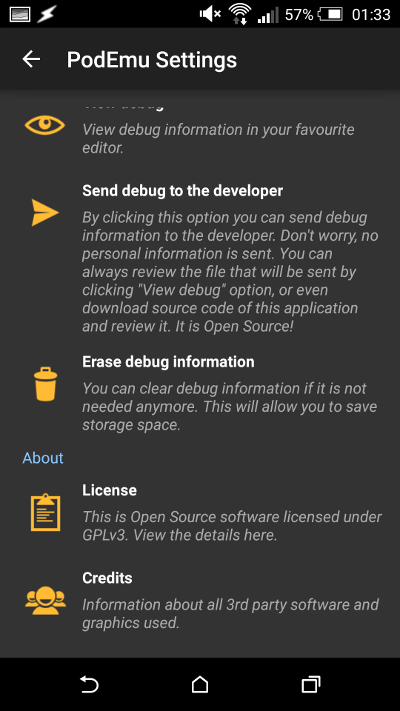 57%
01:33
PodEmu Settings
View debug
View debug information in your favourite
editor.
Send debug to the developer
By clicking this option you can send debug
information to the developer. Don't worry, no
personal information is sent. You can
always review the file that will be sent by
clicking "View debug" option, or even
download source code of this application
and review it. It is Open Source!
Erase debug information
You can clear debug information if it is not
needed anymore. This will allow you to save
storage space.
About
License
This is Open Source software licensed under
GPLv3. View the details here.
Credits
Information about all 3rd party software and
graphics used.